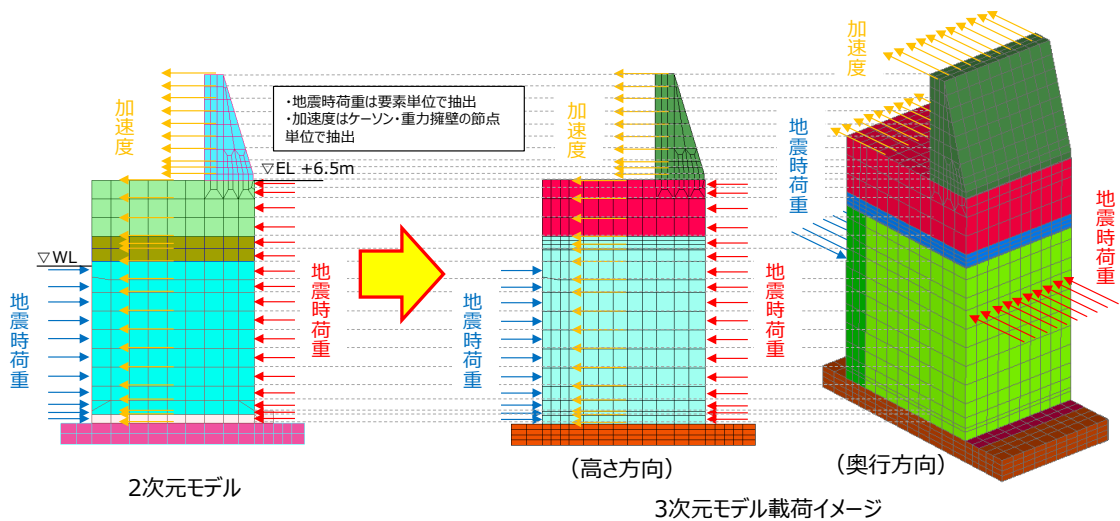 加速度
・地震時荷重は要素単位で抽出
・加速度はケーソン・重力擁壁の節点
単位で抽出
▽EL +6.5m
▽WL
地震時荷重
地震時荷重
2次元モデル
加速度
地震時荷重
地震時荷重
(高さ方向)
加速度
地震時荷重
地震時荷重
(奥行方向)
3次元モデル載荷イメージ